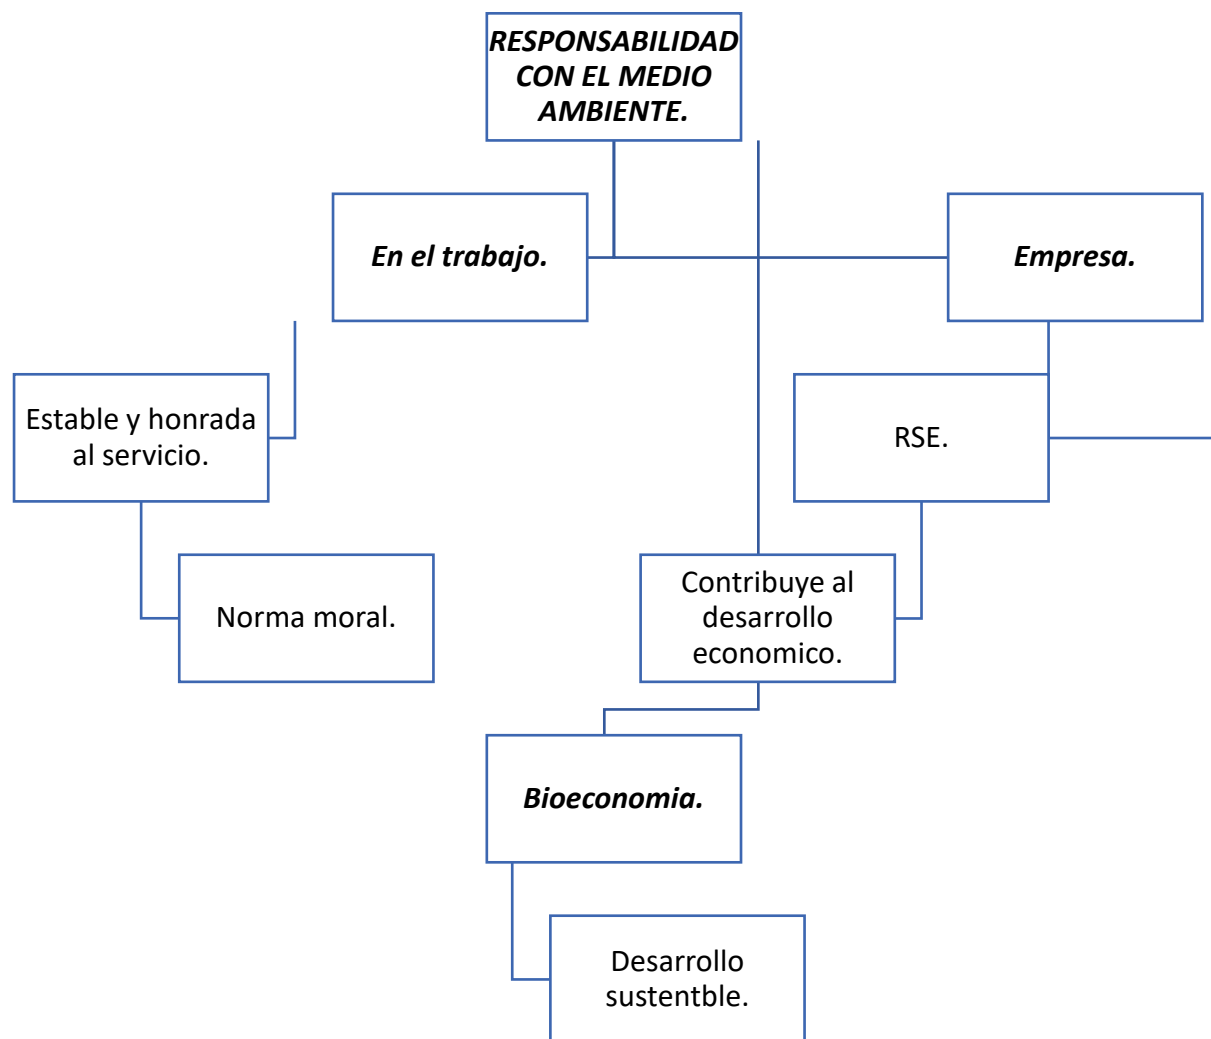 RESPONSABILIDAD
CON EL MEDIO
AMBIENTE.
En el trabajo.
Empresa.
Estable y honrada
al servicio.
RSE.
Norma moral.
Contribuye al
desarrollo
economico.
Bioeconomia.
Desarrollo
sustentble.